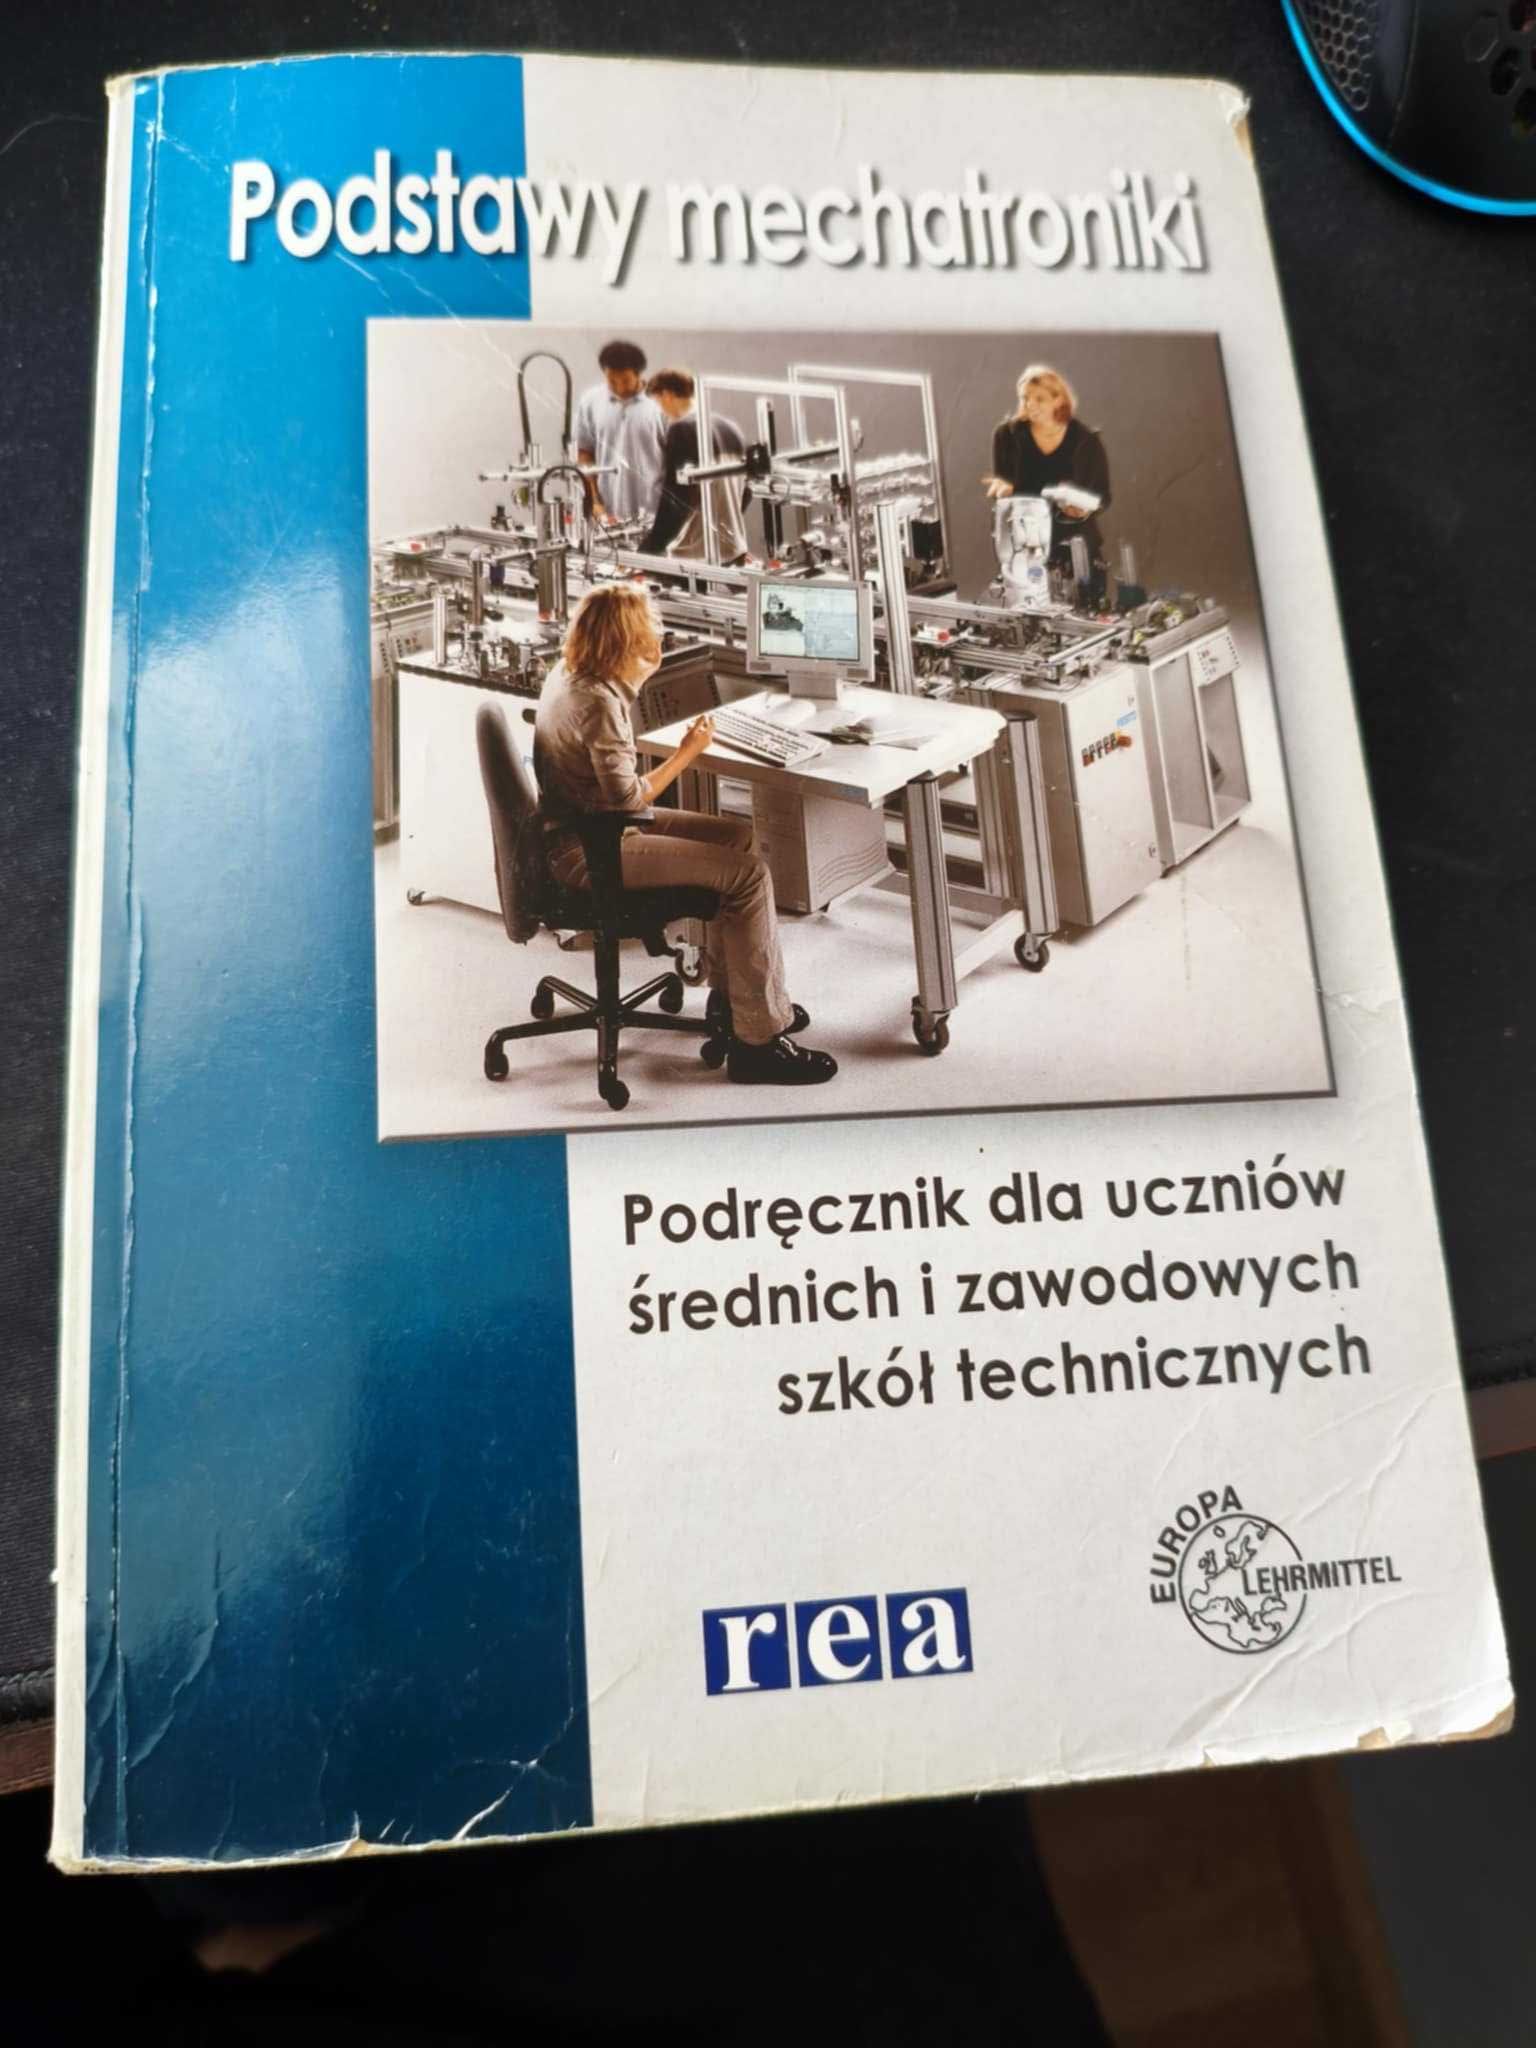 Podstawy mechatroniki
Podręcznik dla uczniów
średnich i zawodowych
szkół technicznych
EUROPA
LEHRMITTEL
rea